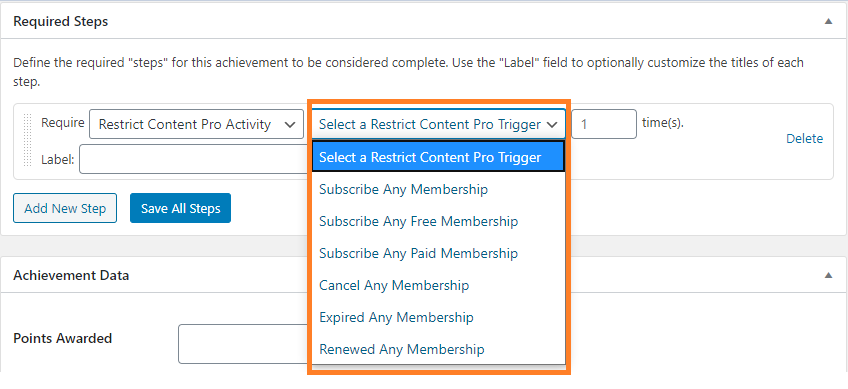 Required Steps
Define the required "steps" for this achievement to be considered complete. Use the "Label" field to optionally customize the titles of each
step.
Require Restrict Content Pro Activity Select a Restrict Content Pro Trigger 1 time(s).
Delete
Label:
Select a Restrict Content Pro Trigger
Subscribe Any Membership
Subscribe Any Free Membership
Subscribe Any Paid Membership
Cancel Any Membership
Expired Any Membership
Renewed Any Membership
Add New Step Save All Steps
Achievement Data
Points Awarded